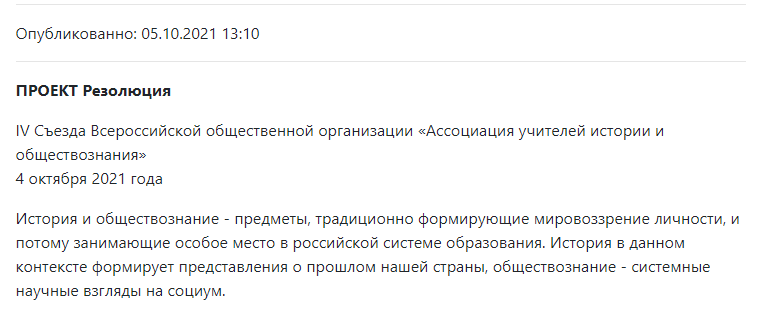 Опубликованно: 05.10.2021 13:10
ПРОЕКТ Резолюция
IV Съезда Всероссийской общественной организации «Ассоциация учителей истории и
обществознания»
4 октября 2021 года
История и обществознание - предметы, традиционно формирующие мировоззрение личности, и
потому занимающие особое место в российской системе образования. История в данном
контексте формирует представления о прошлом нашей страны, обществознание - системные
научные взгляды на социум.